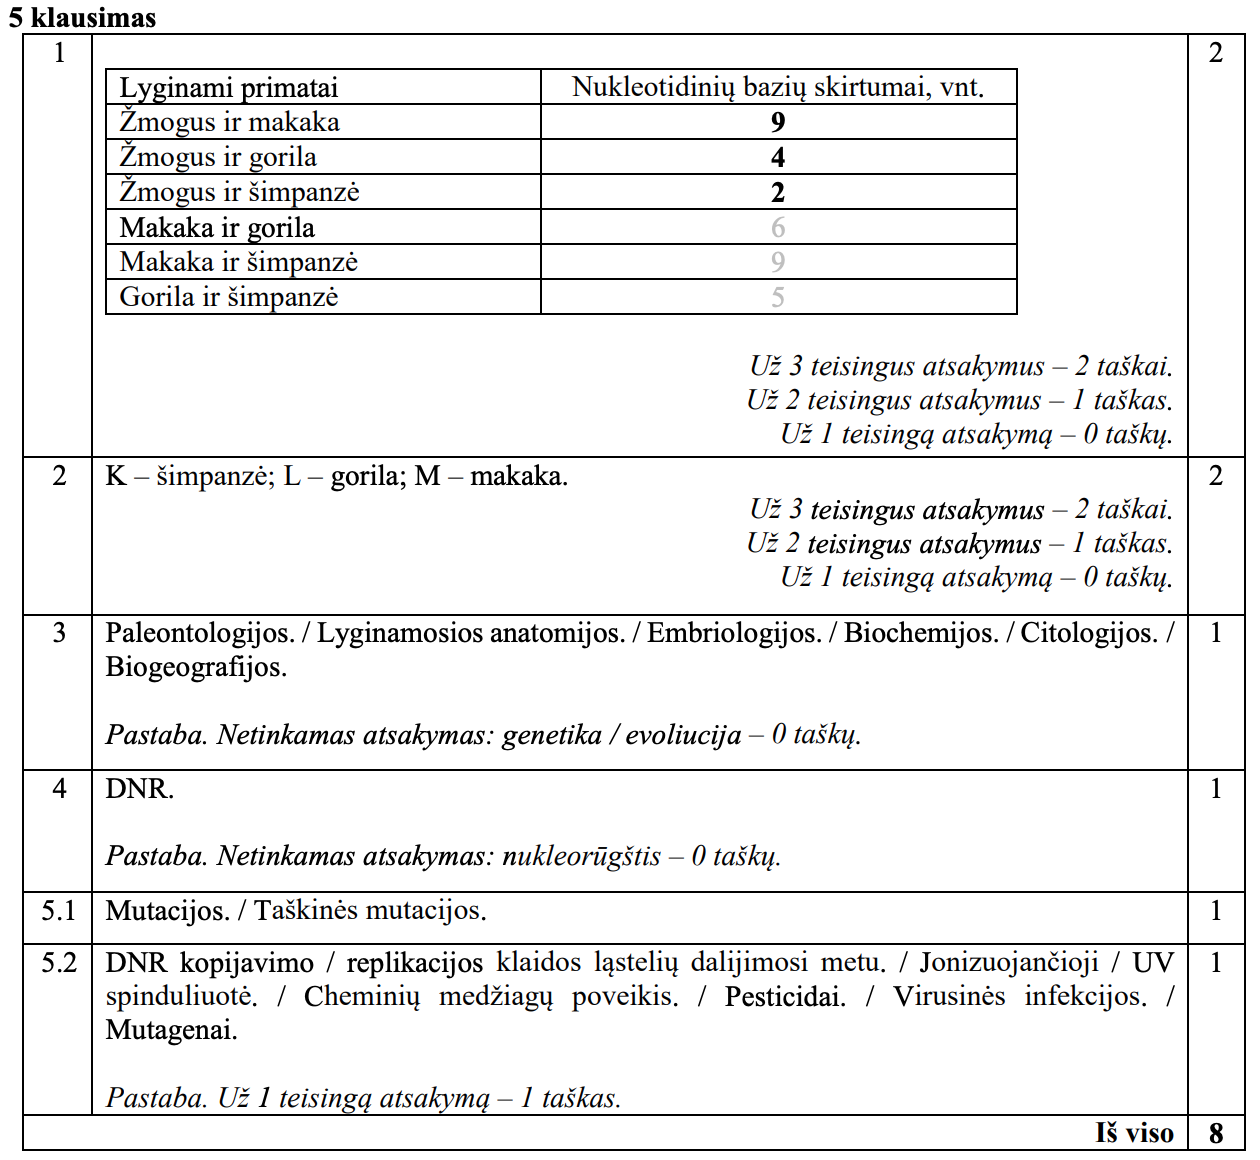 5 klausimas
1
2
Lyginami primatai Nukleotidinių bazių skirtumai, vnt.
Žmogus ir makaka 9
Žmogus ir gorila 4
Žmogus ir šimpanzė 2
Makaka ir gorila 6
Makaka ir šimpanzė 9
Gorila ir šimpanzė 5
Už 3 teisingus atsakymus – 2 taškai.
Už 2 teisingus atsakymus – 1 taškas.
Už 1 teisingą atsakymą – 0 taškų.
2 K – šimpanzė; L – gorila; M – makaka. 2
Už 3 teisingus atsakymus – 2 taškai.
Už 2 teisingus atsakymus – 1 taškas.
Už 1 teisingą atsakymą – 0 taškų.
3 Paleontologijos. / Lyginamosios anatomijos. / Embriologijos. / Biochemijos. / Citologijos. / 1
Biogeografijos.
Pastaba. Netinkamas atsakymas: genetika / evoliucija – 0 taškų.
4 DNR. 1
Pastaba. Netinkamas atsakymas: nukleorūgštis – 0 taškų.
5.1 Mutacijos. / Taškinės mutacijos. 1
5.2 DNR kopijavimo / replikacijos klaidos ląstelių dalijimosi metu. / Jonizuojančioji / UV 1
spinduliuotė. / Cheminių medžiagų poveikis. / Pesticidai. / Virusinės infekcijos. /
Mutagenai.
Pastaba. Už 1 teisingą atsakymą – 1 taškas.
Iš viso 8